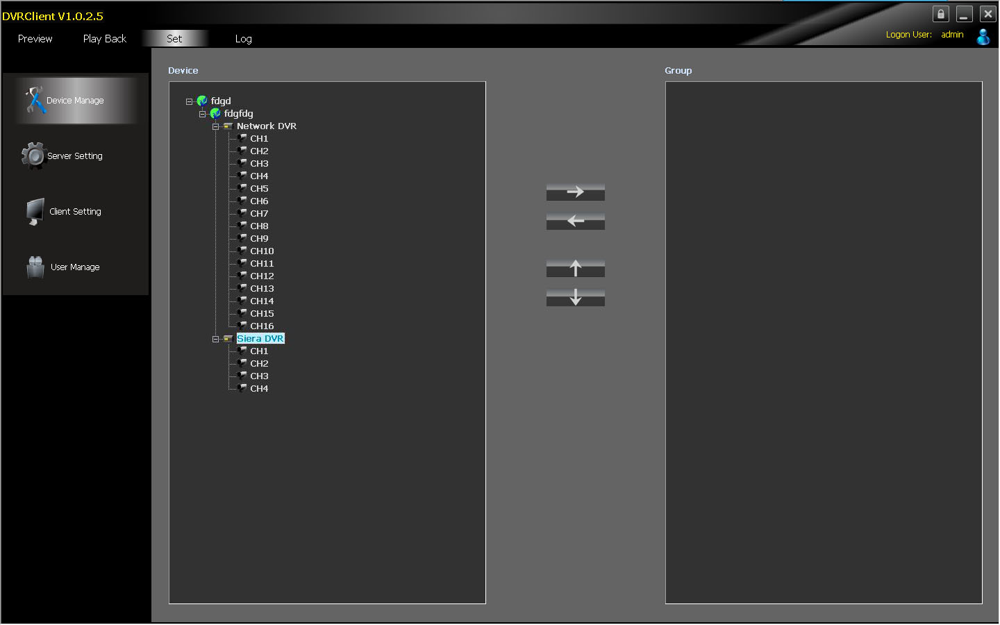 DVRClient V1.0.2.5
Preview Play Back Set Log
Logon User: admin
Device Manage
Server Setting
Client Setting
User Manage
Device
fdgd
fdgfdg
Network DVR
CH1
CH2
CH3
CH4
CH5
CH6
CH7
CH8
CH9
CH10
CH11
CH12
CH13
CH14
CH15
CH16
Siera DVR
CH1
CH2
CH3
CH4
Group